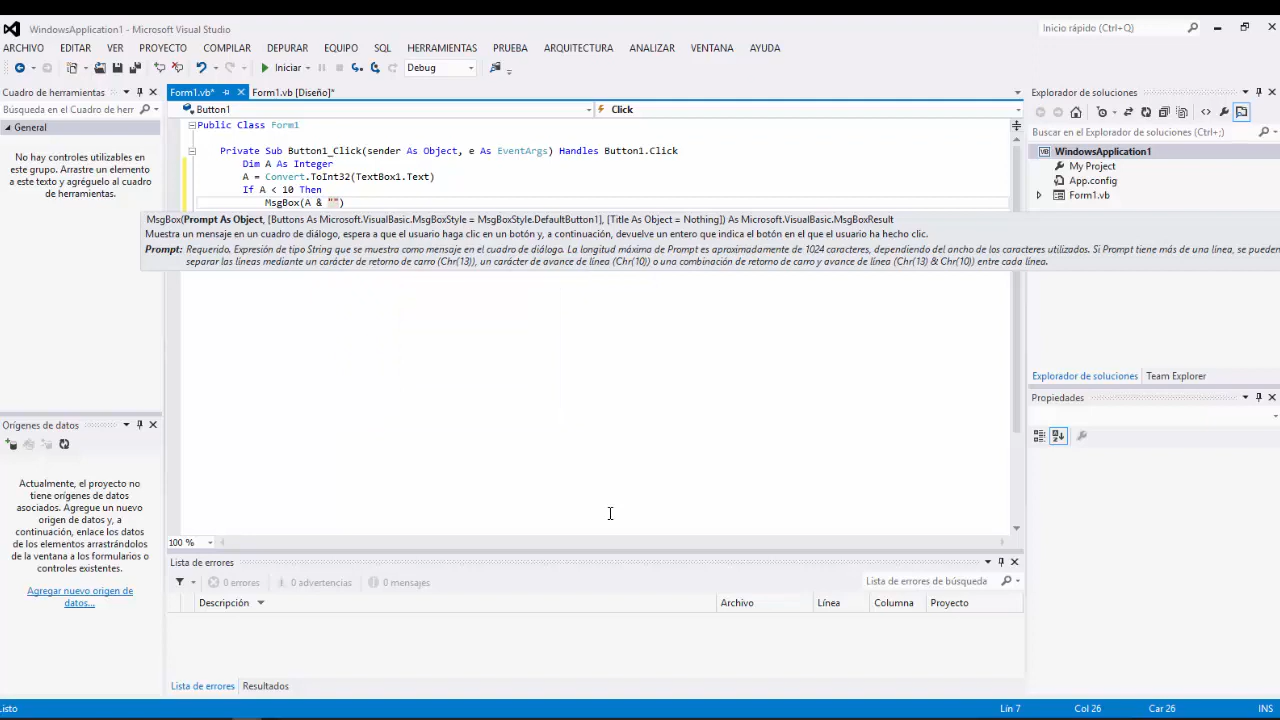 WindowsApplication1 - Microsoft Visual Studio
Inicio rápido (Ctrl+Q)
ARCHIVO EDITAR VER PROYECTO COMPILAR DEPURAR EQUIPO SQL HERRAMIENTAS PRUEBA ARQUITECTURA ANALIZAR VENTANA AYUDA
Iniciar Debug
Cuadro de herramientas
Búsqueda en el Cuadro de herr
General
No hay controles utilizables en
este grupo. Arrastre un elemento
a este texto y agréguelo al cuadro
de herramientas.
Form1.vb* Form1.vb [Diseño]*
Button1 Click
Public Class Form1
Private Sub Button1_Click(sender As Object, e As EventArgs) Handles Button1.Click
Dim A As Integer
A = Convert.ToInt32(TextBox1.Text)
If A < 10 Then
MsgBox(A & "")
MsgBox(Prompt As Object, [Buttons As Microsoft.VisualBasic.MsgBoxStyle = MsgBoxStyle.DefaultButton1], [Title As Object = Nothing]) As Microsoft.VisualBasic.MsgBoxResult
Muestra un mensaje en un cuadro de diálogo, espera a que el usuario haga clic en un botón y, a continuación, devuelve un entero que indica el botón en el que el usuario ha hecho clic.
Prompt: Requerido. Expresión de tipo String que se muestra como mensaje en el cuadro de diálogo. La longitud máxima de Prompt es aproximadamente de 1024 caracteres, dependiendo del ancho de los caracteres utilizados. Si Prompt tiene más de una línea, se pueden
separar las líneas mediante un carácter de retorno de carro (Chr(13)), un carácter de avance de línea (Chr(10)) o una combinación de retorno de carro y avance de línea (Chr(13) & Chr(10)) entre cada línea.
Explorador de soluciones
Buscar en el Explorador de soluciones (Ctrl+;)
WindowsApplication1
My Project
App.config
Form1.vb
Explorador de soluciones Team Explorer
Propiedades
Orígenes de datos
Actualmente, el proyecto no
tiene orígenes de datos
asociados. Agregue un nuevo
origen de datos y, a
continuación, enlace los datos
de los elementos arrastrándolos
de la ventana a los formularios o
controles existentes.
Agregar nuevo origen de
datos...
100 %
Lista de errores
0 errores 0 advertencias 0 mensajes
Lista de errores de búsqueda
Descripción Archivo Línea Columna Proyecto
Lista de errores Resultados
Listo Lín 7 Col 26 Car 26 INS